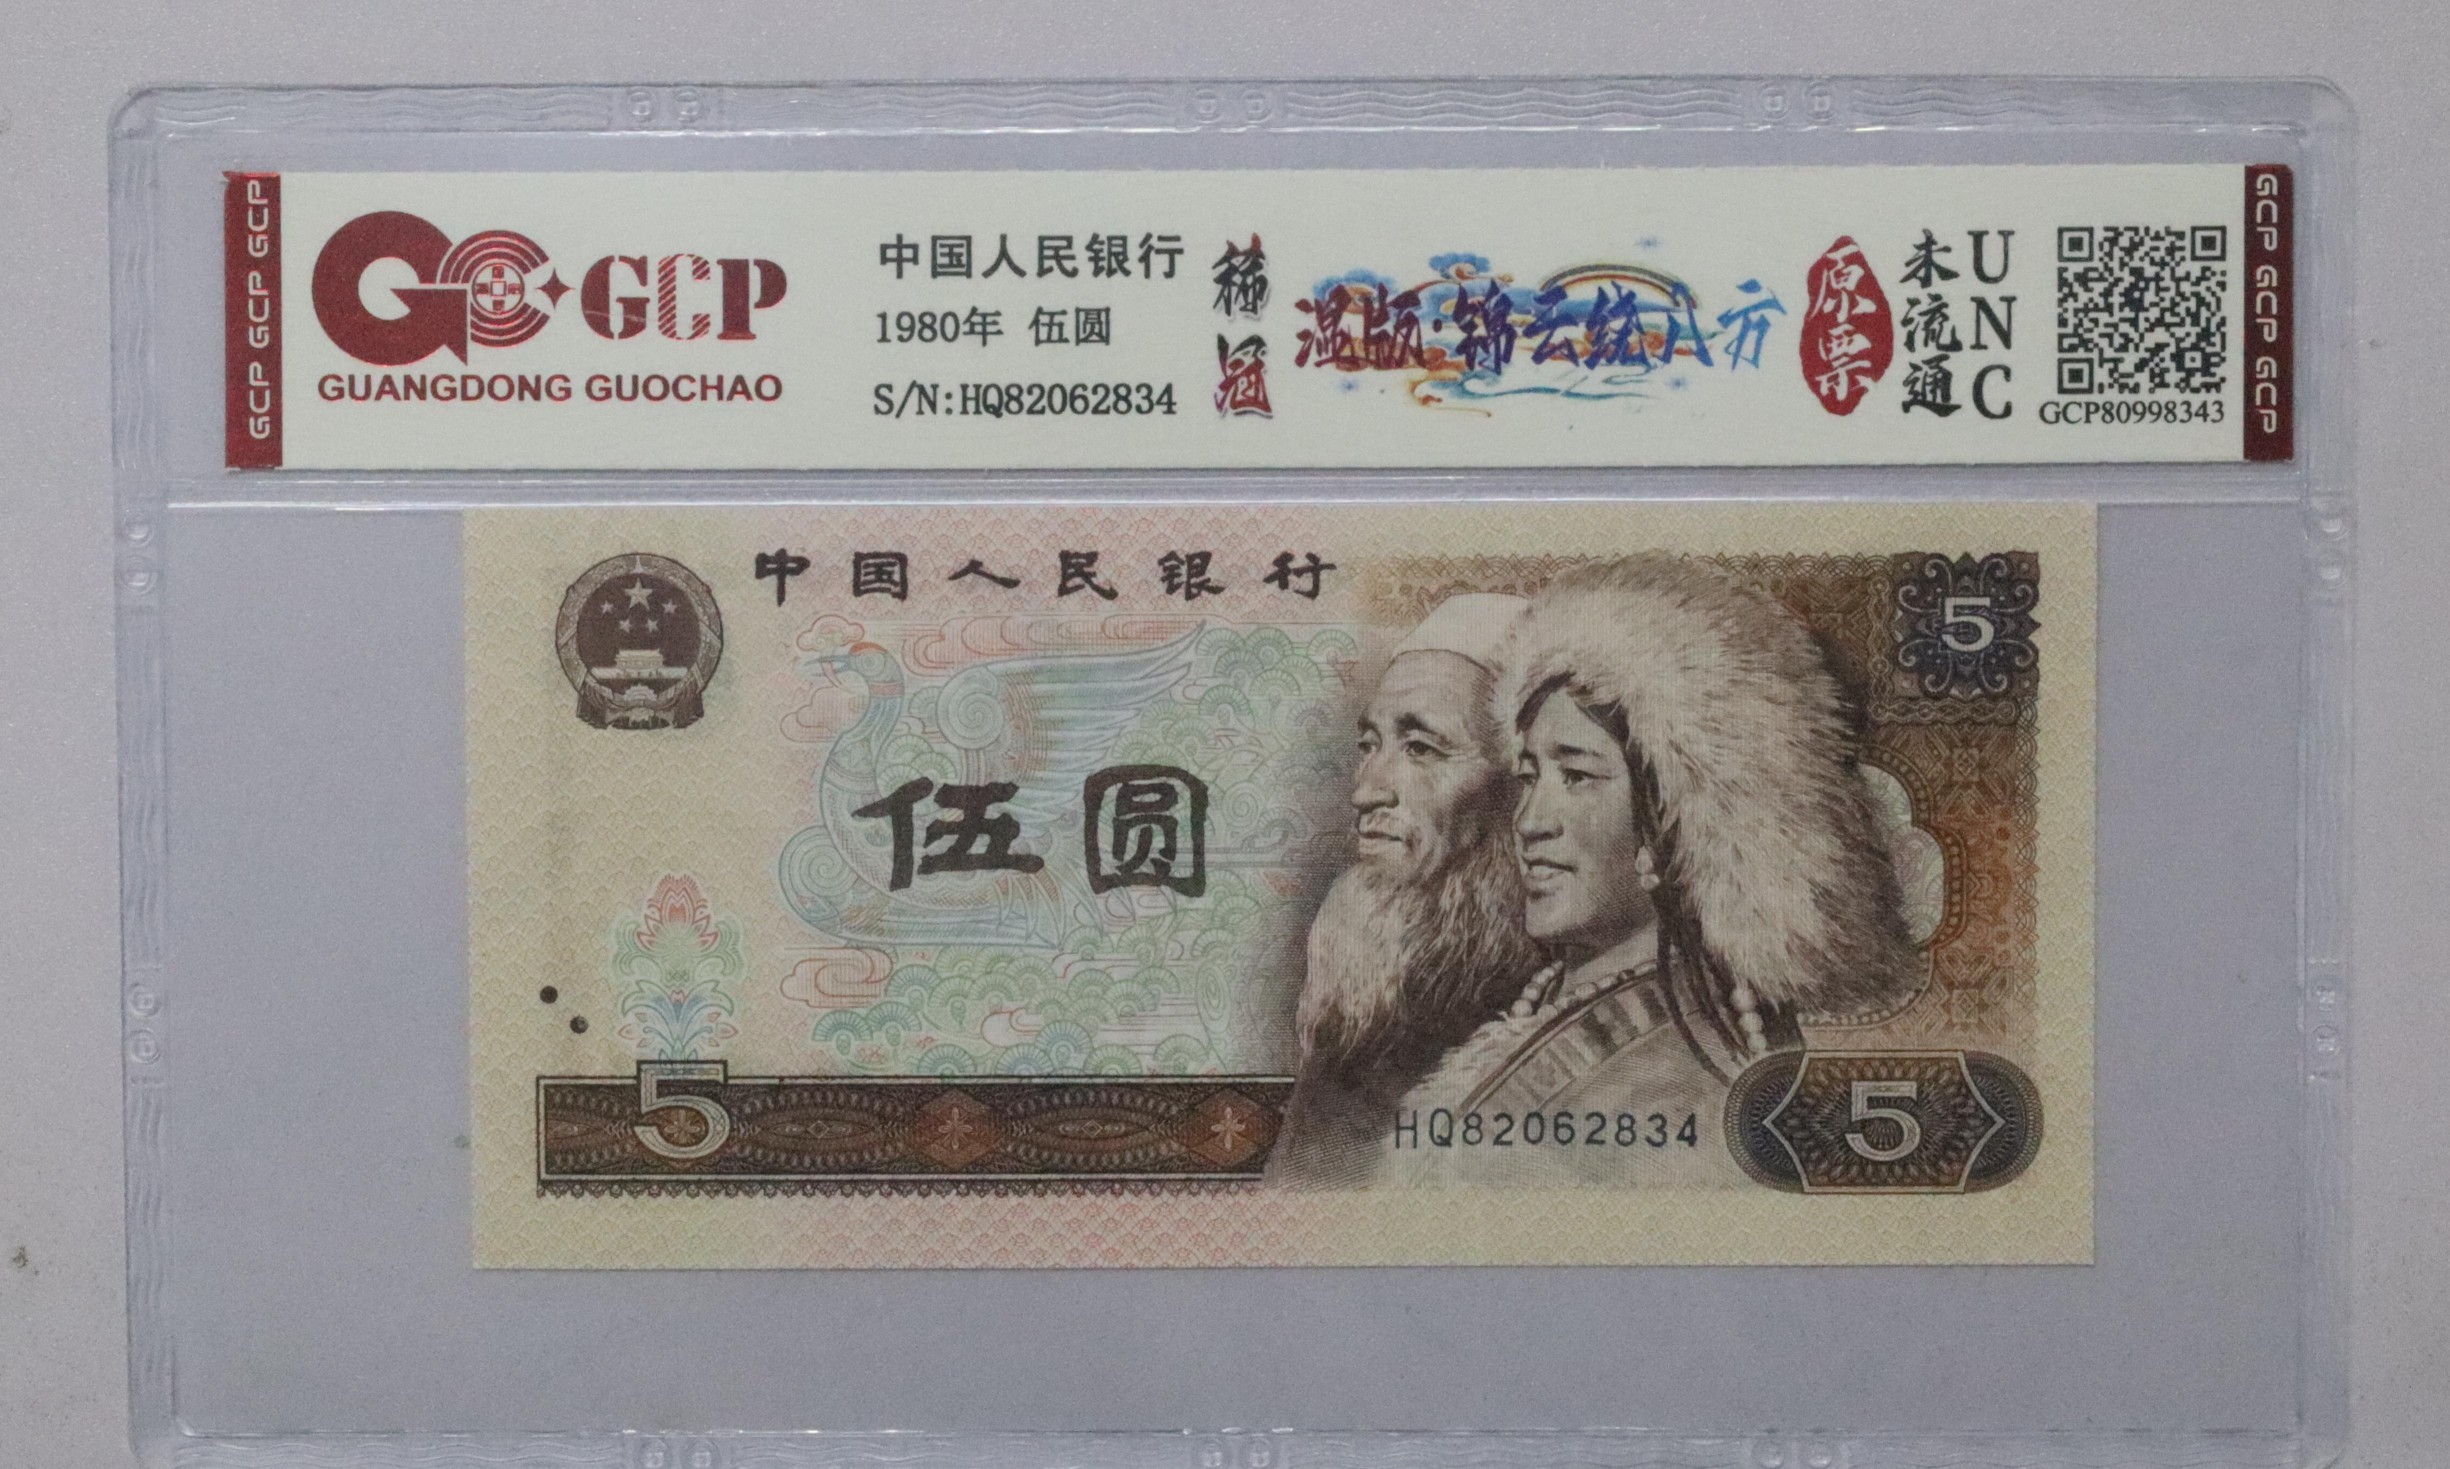 GCP GCP GCP
GCP
GUANGDONG GUOCHAO
中国人民银行
1980年 伍圆
S/N:HQ82062834
稀冠
温版·锦云绕八方
原票
未流通
UNC
GCP80998343
GCP GCP GCP
中国人民银行
5
伍圆
5
HQ82062834
5